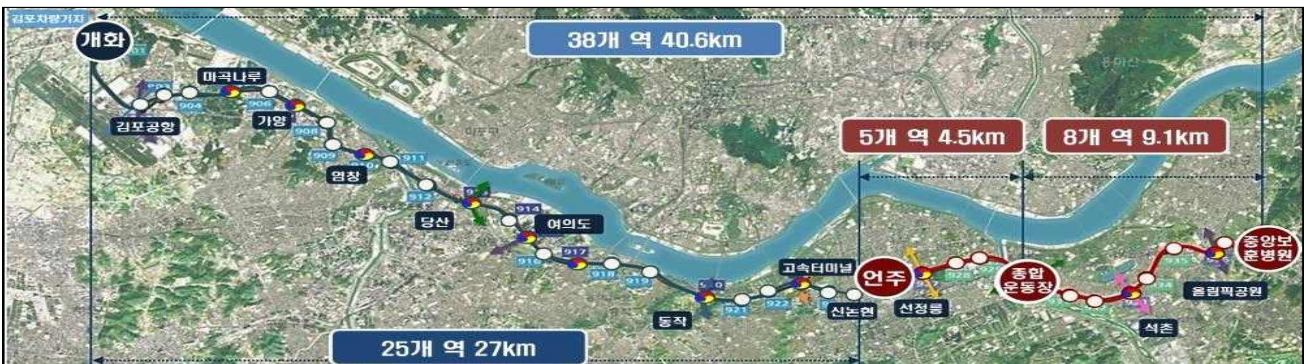 김포차량기지
38개 역 40.6km
개화
마곡나루
904
906
김포공항
가양
908
5개 역 4.5km
8개 역 9.1km
909
911
염창
912
914
당산
여의도
916
917
918
919
고속터미널
922
동작
921
신논현
언주
선정릉
928
종합
운동장
935
중앙보
훈병원
올림픽공원
석촌
25개 역 27km